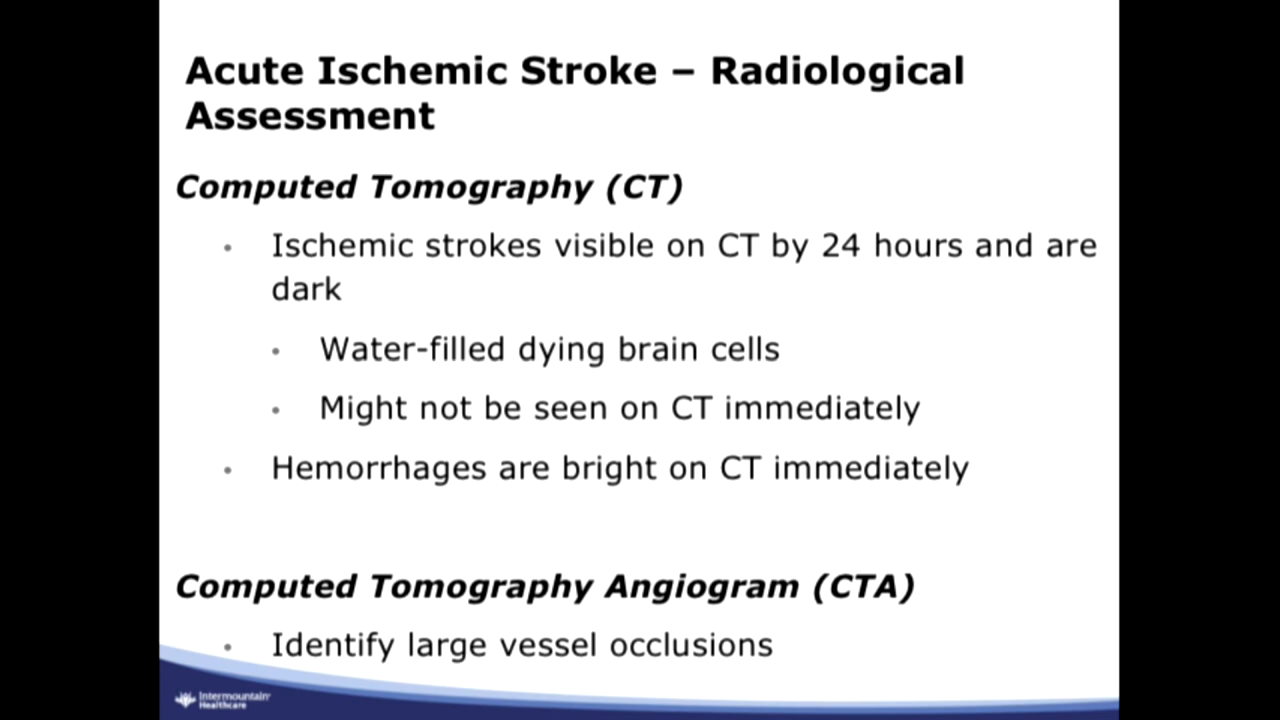 Acute Ischemic Stroke – Radiological
Assessment
Computed Tomography (CT)
• Ischemic strokes visible on CT by 24 hours and are
dark
• Water-filled dying brain cells
• Might not be seen on CT immediately
• Hemorrhages are bright on CT immediately
Computed Tomography Angiogram (CTA)
• Identify large vessel occlusions
Intermountain
Healthcare